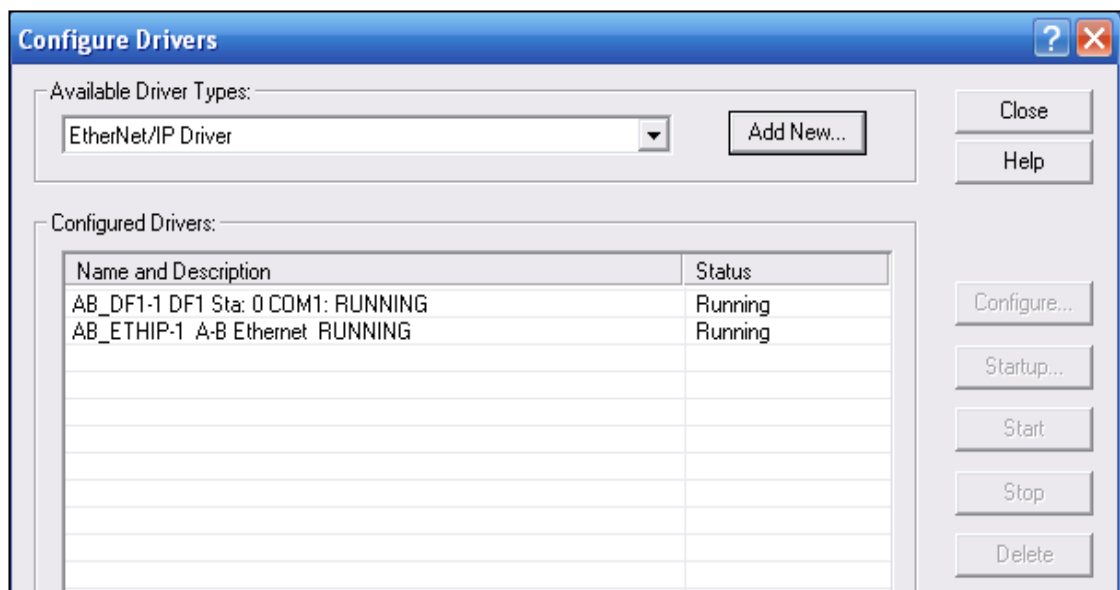 Configure Drivers
Available Driver Types:
EtherNet/IP Driver
Add New...
Close
Help
Configured Drivers:
Name and Description Status
AB_DF1-1 DF1 Sta: 0 COM1: RUNNING Running
AB_ETHIP-1 A-B Ethernet RUNNING Running
Configure...
Startup...
Start
Stop
Delete